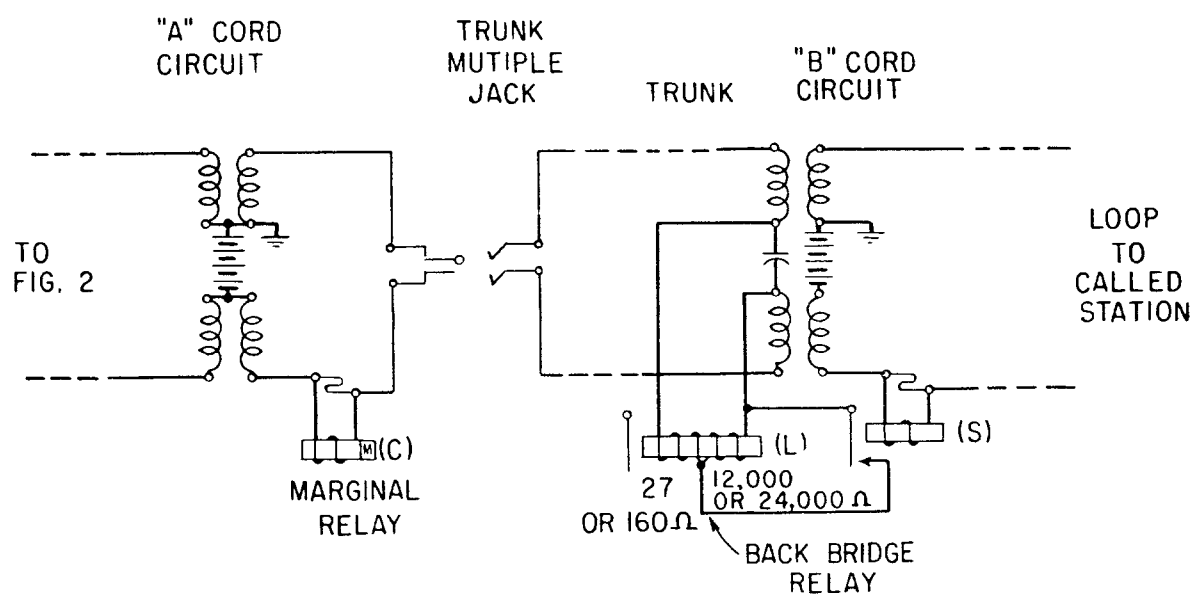 "A" CORD
CIRCUIT
TRUNK
MUTIPLE
JACK
TRUNK
"B" CORD
CIRCUIT
TO
FIG. 2
LOOP
TO
CALLED
STATION
M
(C)
MARGINAL
RELAY
(L)
(S)
27
OR 160Ω
12,000
OR 24,000 Ω
BACK BRIDGE
RELAY